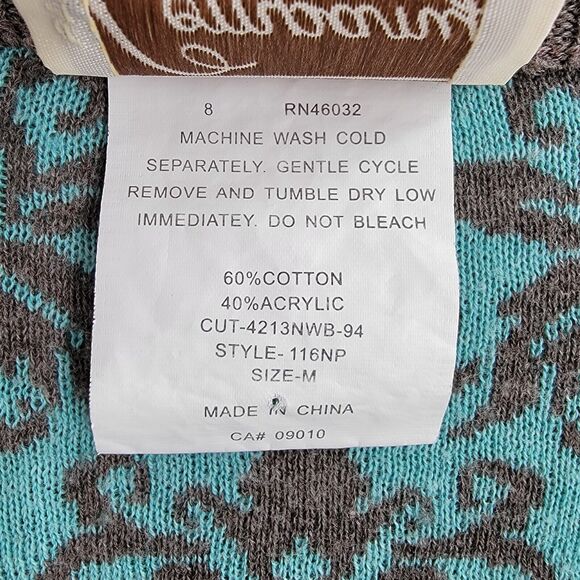 8 RN46032
MACHINE WASH COLD
SEPARATELY. GENTLE CYCLE
REMOVE AND TUMBLE DRY LOW
IMMEDIATEY. DO NOT BLEACH
60%COTTON
40%ACRYLIC
CUT-4213NWB-94
STYLE- 116NP
SIZE-M
MADE IN CHINA
CA# 09010